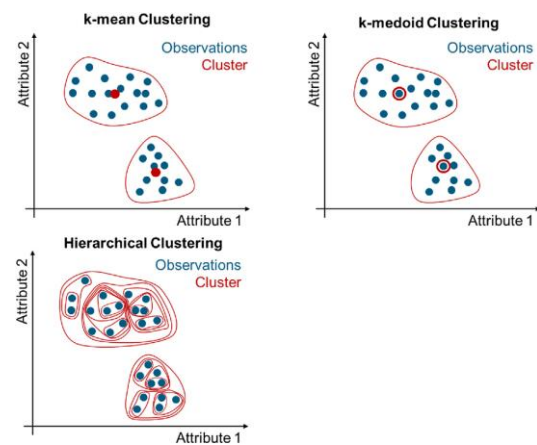 k-mean Clustering
Attribute 2
Observations
Cluster
Attribute 1
k-medoid Clustering
Attribute 2
Observations
Cluster
Attribute 1
Hierarchical Clustering
Attribute 2
Observations
Cluster
Attribute 1